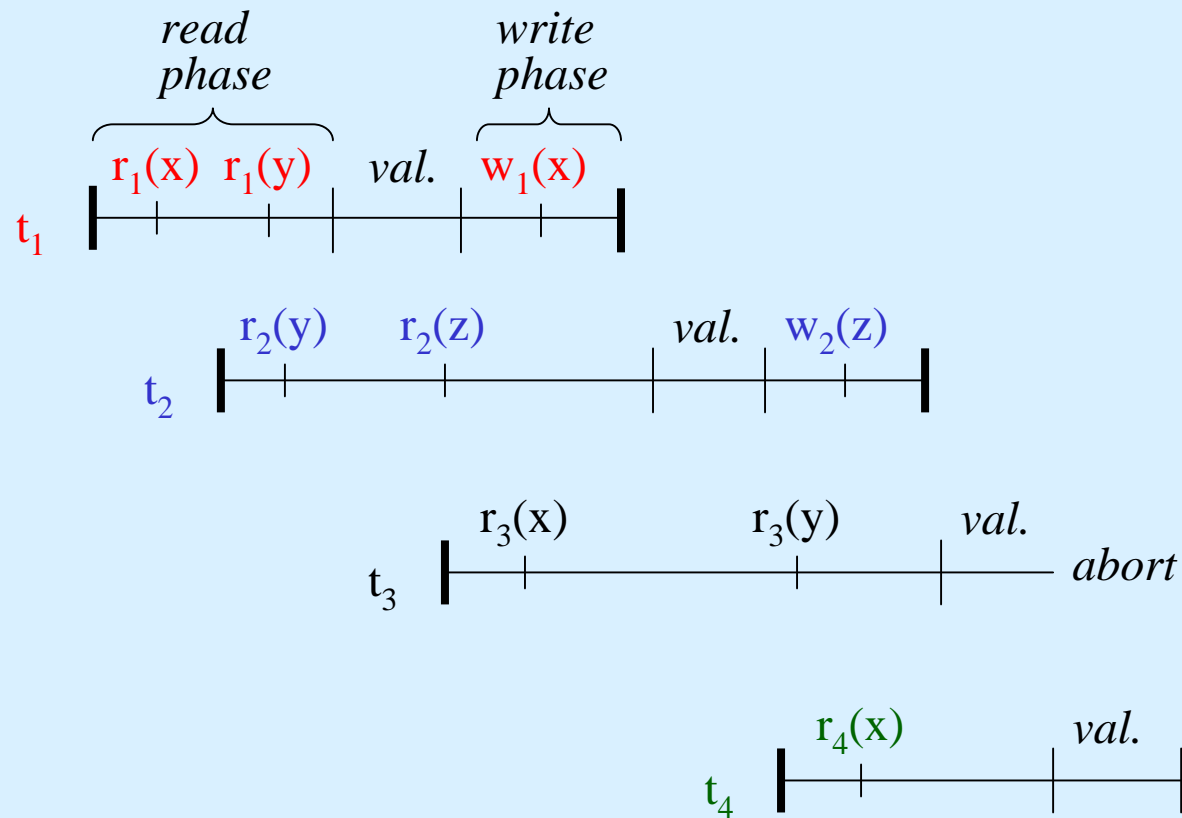 read write
phase phase
r₁(x) r₁(y) val. w₁(x)
t₁
r₂(y) r₂(z) val. w₂(z)
t₂
r₃(x) r₃(y) val.
t₃ abort
r₄(x) val.
t₄